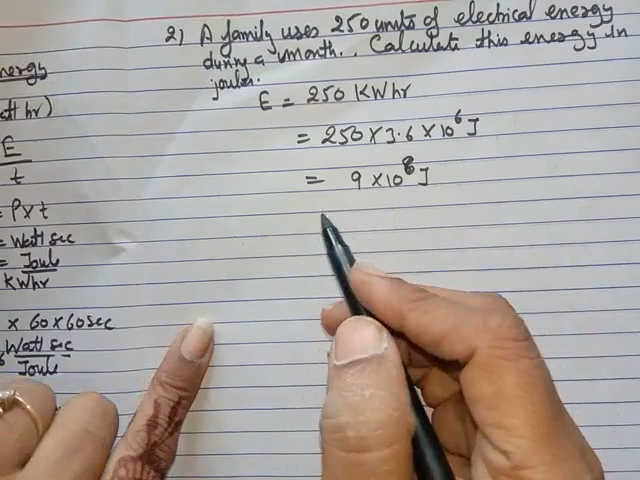 2) A family uses 250 units of electrical energy
during a month.. Calculate this energy in
joules.
E = 250 KWhr
= 250 × 3.6 × 10⁶ J
= 9 × 10⁸ J
nergy
att hr)
E
t
= P × t
= Watt sec
= Joule
KWhr
× 60 × 60 sec
Watt sec
Joule